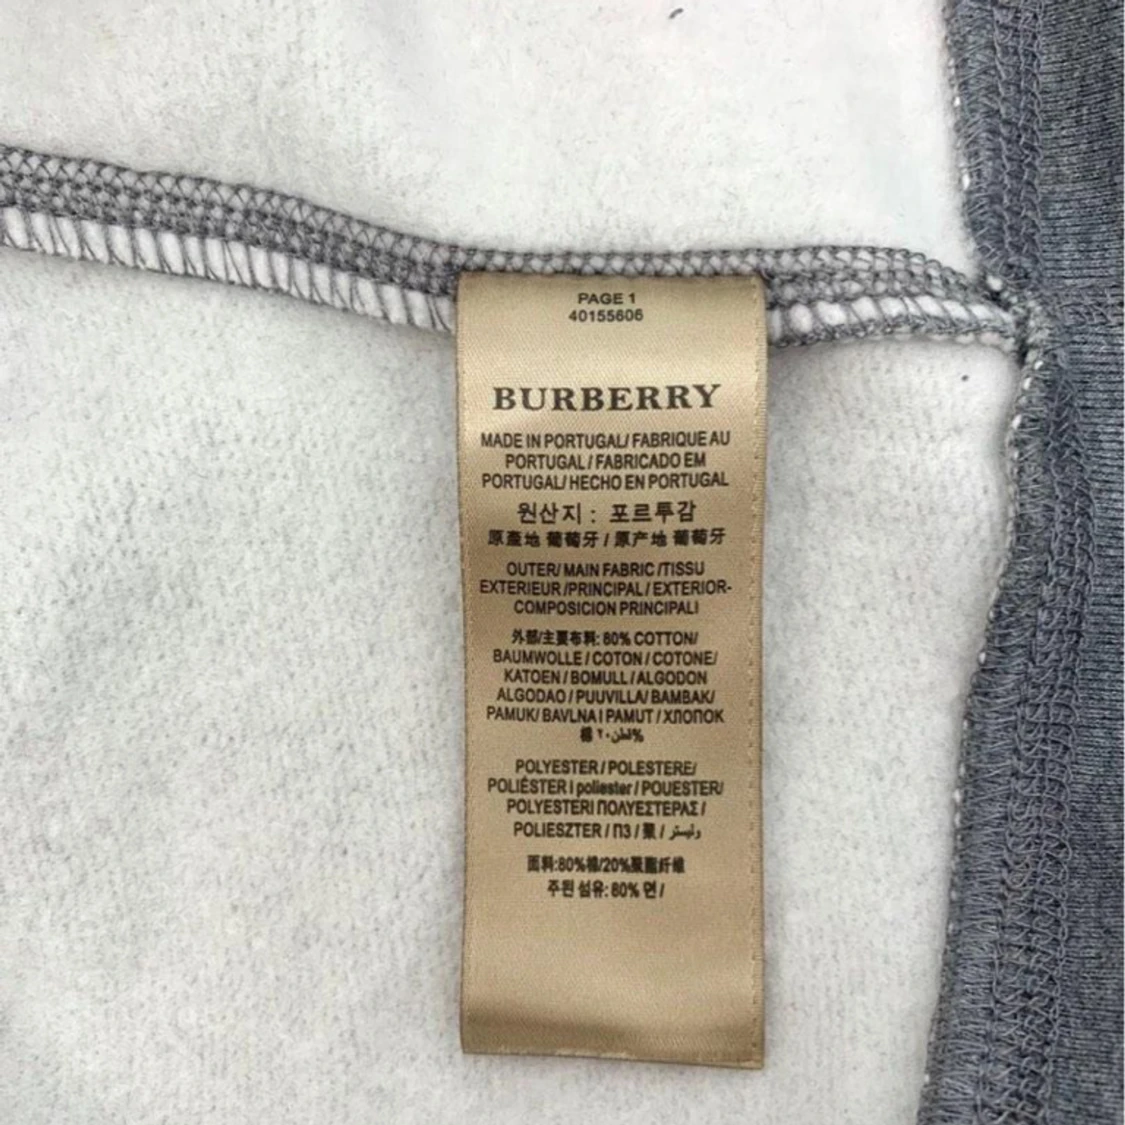 PAGE 1
40155606
BURBERRY
MADE IN PORTUGAL/ FABRIQUE AU
PORTUGAL / FABRICADO EM
PORTUGAL/ HECHO EN PORTUGAL
원산지 : 포르투갈
原產地 葡萄牙 / 原产地 葡萄牙
OUTER/ MAIN FABRIC /TISSU
EXTERIEUR /PRINCIPAL / EXTERIOR-
COMPOSICION PRINCIPALI
外部/主要布料: 80% COTTON/
BAUMWOLLE / COTON / COTONE/
KATOEN / BOMULL / ALGODON
ALGODAO / PUUVILLA/ BAMBAK/
PAMUK/ BAVLNA I PAMUT / ХЛОПОК
棉 ٢٠قطن%
POLYESTER / POLESTERE/
POLIÉSTER I poliester / POUESTER/
POLYESTERI ΠΟΛΥΕΣΤΕΡΑΣ /
POLIESZTER / ПЗ / 聚 /
面料:80%棉/20%聚酯纤维
주된 섬유: 80% 면 /